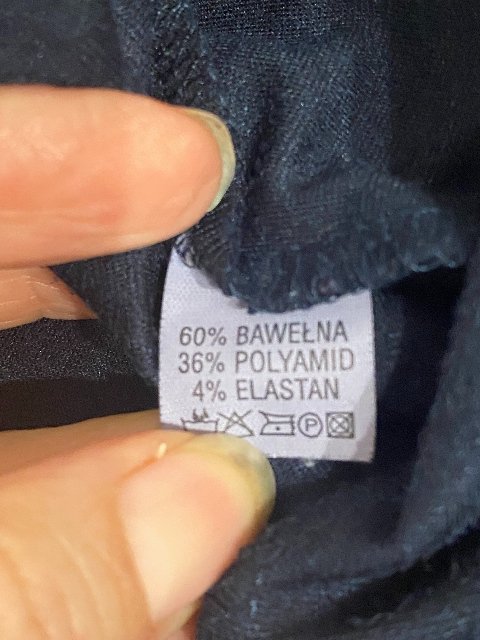 60% BAWEŁNA
36% POLYAMID
4% ELASTAN
P